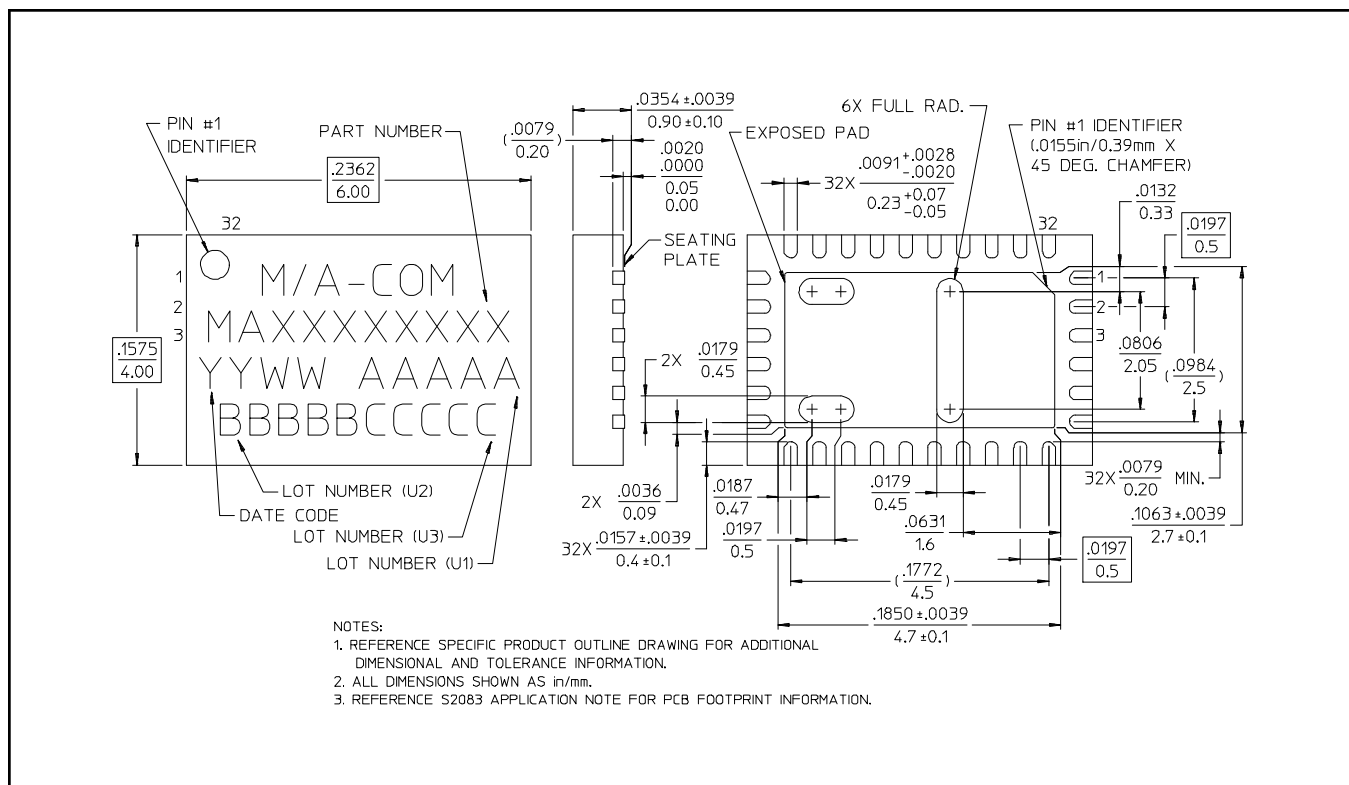 PIN #1
IDENTIFIER
PART NUMBER
.2362
6.00
32
1
2
3
M/A-COM
MAXXXXXXXXX
YYWW AAAAA
BBBBBCCCCC
.1575
4.00
LOT NUMBER (U2)
DATE CODE
LOT NUMBER (U3)
LOT NUMBER (U1)
.0354 ±.0039
0.90 ±0.10
(.0079
0.20)
.0020
.0000
0.05
0.00
SEATING
PLATE
EXPOSED PAD
6X FULL RAD.
32X .0091 +.0028
-.0020
0.23 +0.07
-0.05
PIN #1 IDENTIFIER
(.0155in/0.39mm X
45 DEG. CHAMFER)
32
1
2
3
.0132
0.33
.0197
0.5
.0806
2.05
(.0984
2.5)
2X .0179
0.45
2X .0036
0.09
32X .0157 ±.0039
0.4 ±0.1
.0187
0.47
.0197
0.5
.0179
0.45
.0631
1.6
32X .0079 MIN.
0.20
.1063 ±.0039
2.7 ±0.1
.0197
0.5
(.1772
4.5)
.1850 ±.0039
4.7 ±0.1
NOTES:
1. REFERENCE SPECIFIC PRODUCT OUTLINE DRAWING FOR ADDITIONAL
DIMENSIONAL AND TOLERANCE INFORMATION.
2. ALL DIMENSIONS SHOWN AS in/mm.
3. REFERENCE S2083 APPLICATION NOTE FOR PCB FOOTPRINT INFORMATION.